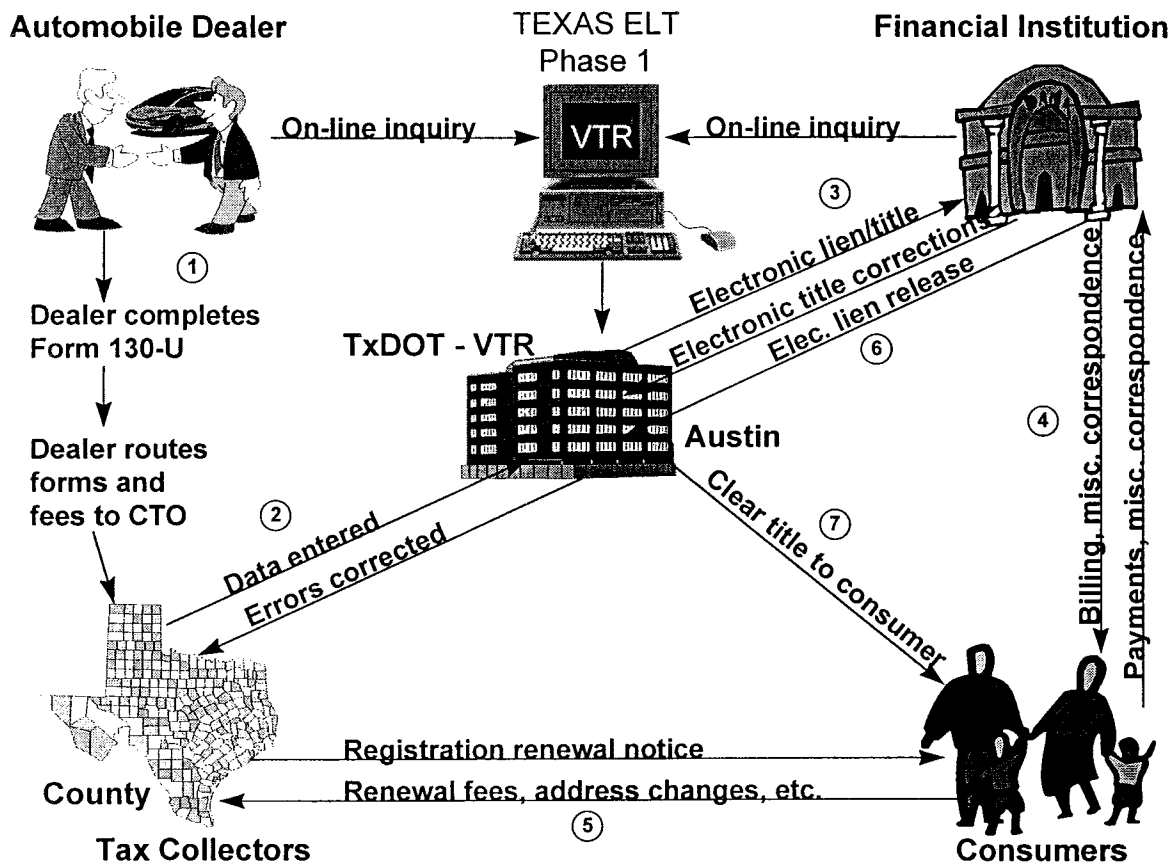 Automobile Dealer
TEXAS ELT
Phase 1
Financial Institution
On-line inquiry
VTR
On-line inquiry
1
3
Electronic lien/title
Electronic title corrections
Elec. lien release
6
Dealer completes
Form 130-U
TxDOT - VTR
Austin
4
Billing, misc. correspondence
Payments, misc. correspondence
Dealer routes
forms and
fees to CTO
2
Data entered
Errors corrected
7
Clear title to consumer
Registration renewal notice
Renewal fees, address changes, etc.
5
County
Tax Collectors
Consumers